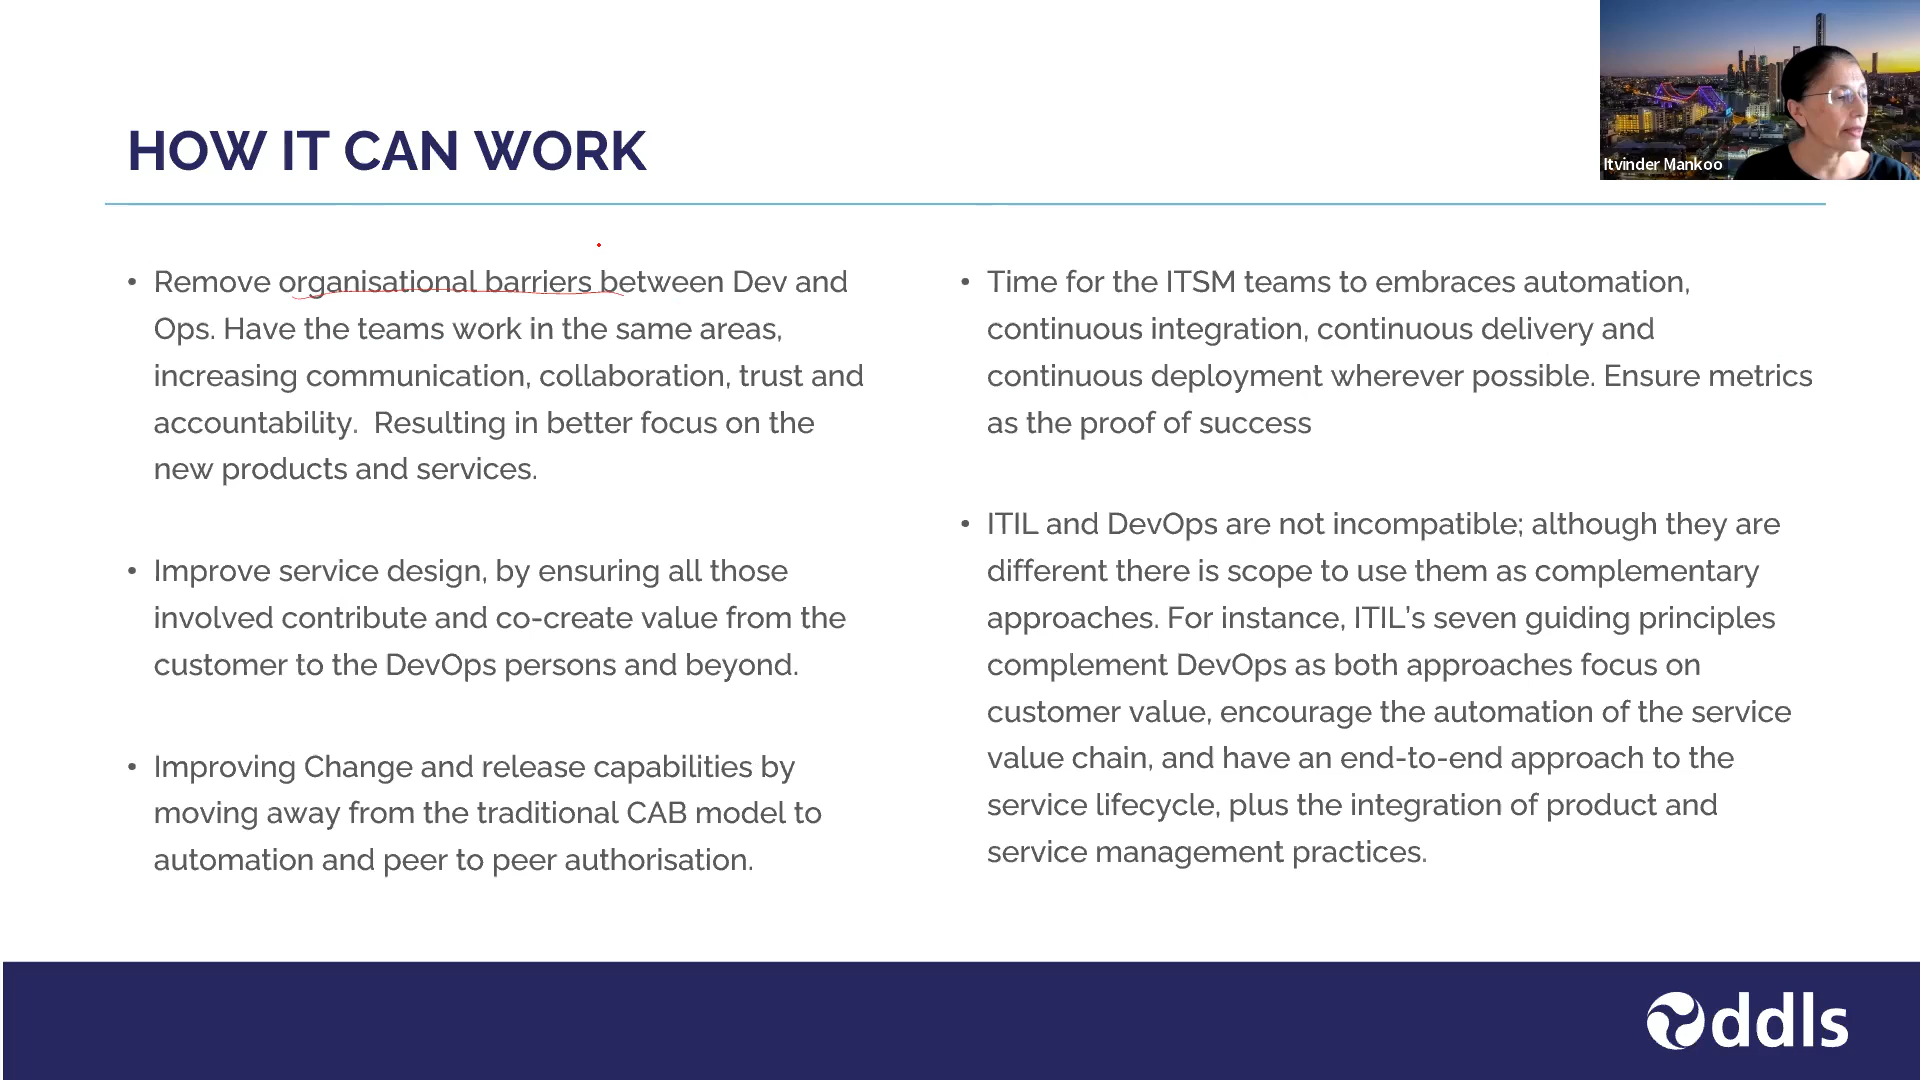 HOW IT CAN WORK
Itvinder Mankoo
• Remove organisational barriers between Dev and
Ops. Have the teams work in the same areas,
increasing communication, collaboration, trust and
accountability.  Resulting in better focus on the
new products and services.
• Improve service design, by ensuring all those
involved contribute and co-create value from the
customer to the DevOps persons and beyond.
• Improving Change and release capabilities by
moving away from the traditional CAB model to
automation and peer to peer authorisation.
• Time for the ITSM teams to embraces automation,
continuous integration, continuous delivery and
continuous deployment wherever possible. Ensure metrics
as the proof of success
• ITIL and DevOps are not incompatible; although they are
different there is scope to use them as complementary
approaches. For instance, ITIL’s seven guiding principles
complement DevOps as both approaches focus on
customer value, encourage the automation of the service
value chain, and have an end-to-end approach to the
service lifecycle, plus the integration of product and
service management practices.
ddls